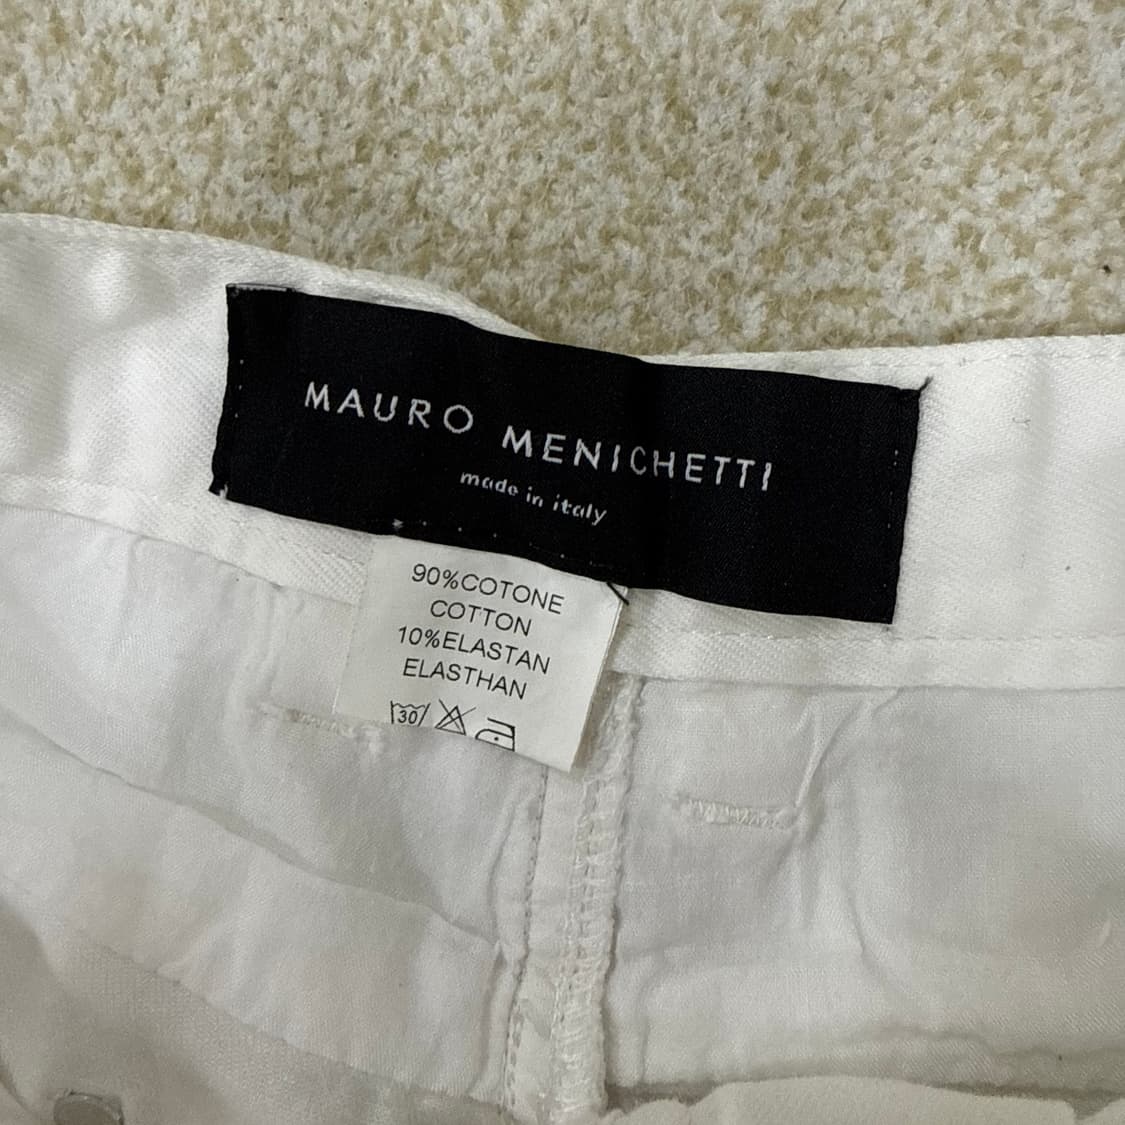 MAURO MENICHETTI
made in italy
90%COTONE
COTTON
10%ELASTAN
ELASTHAN
30